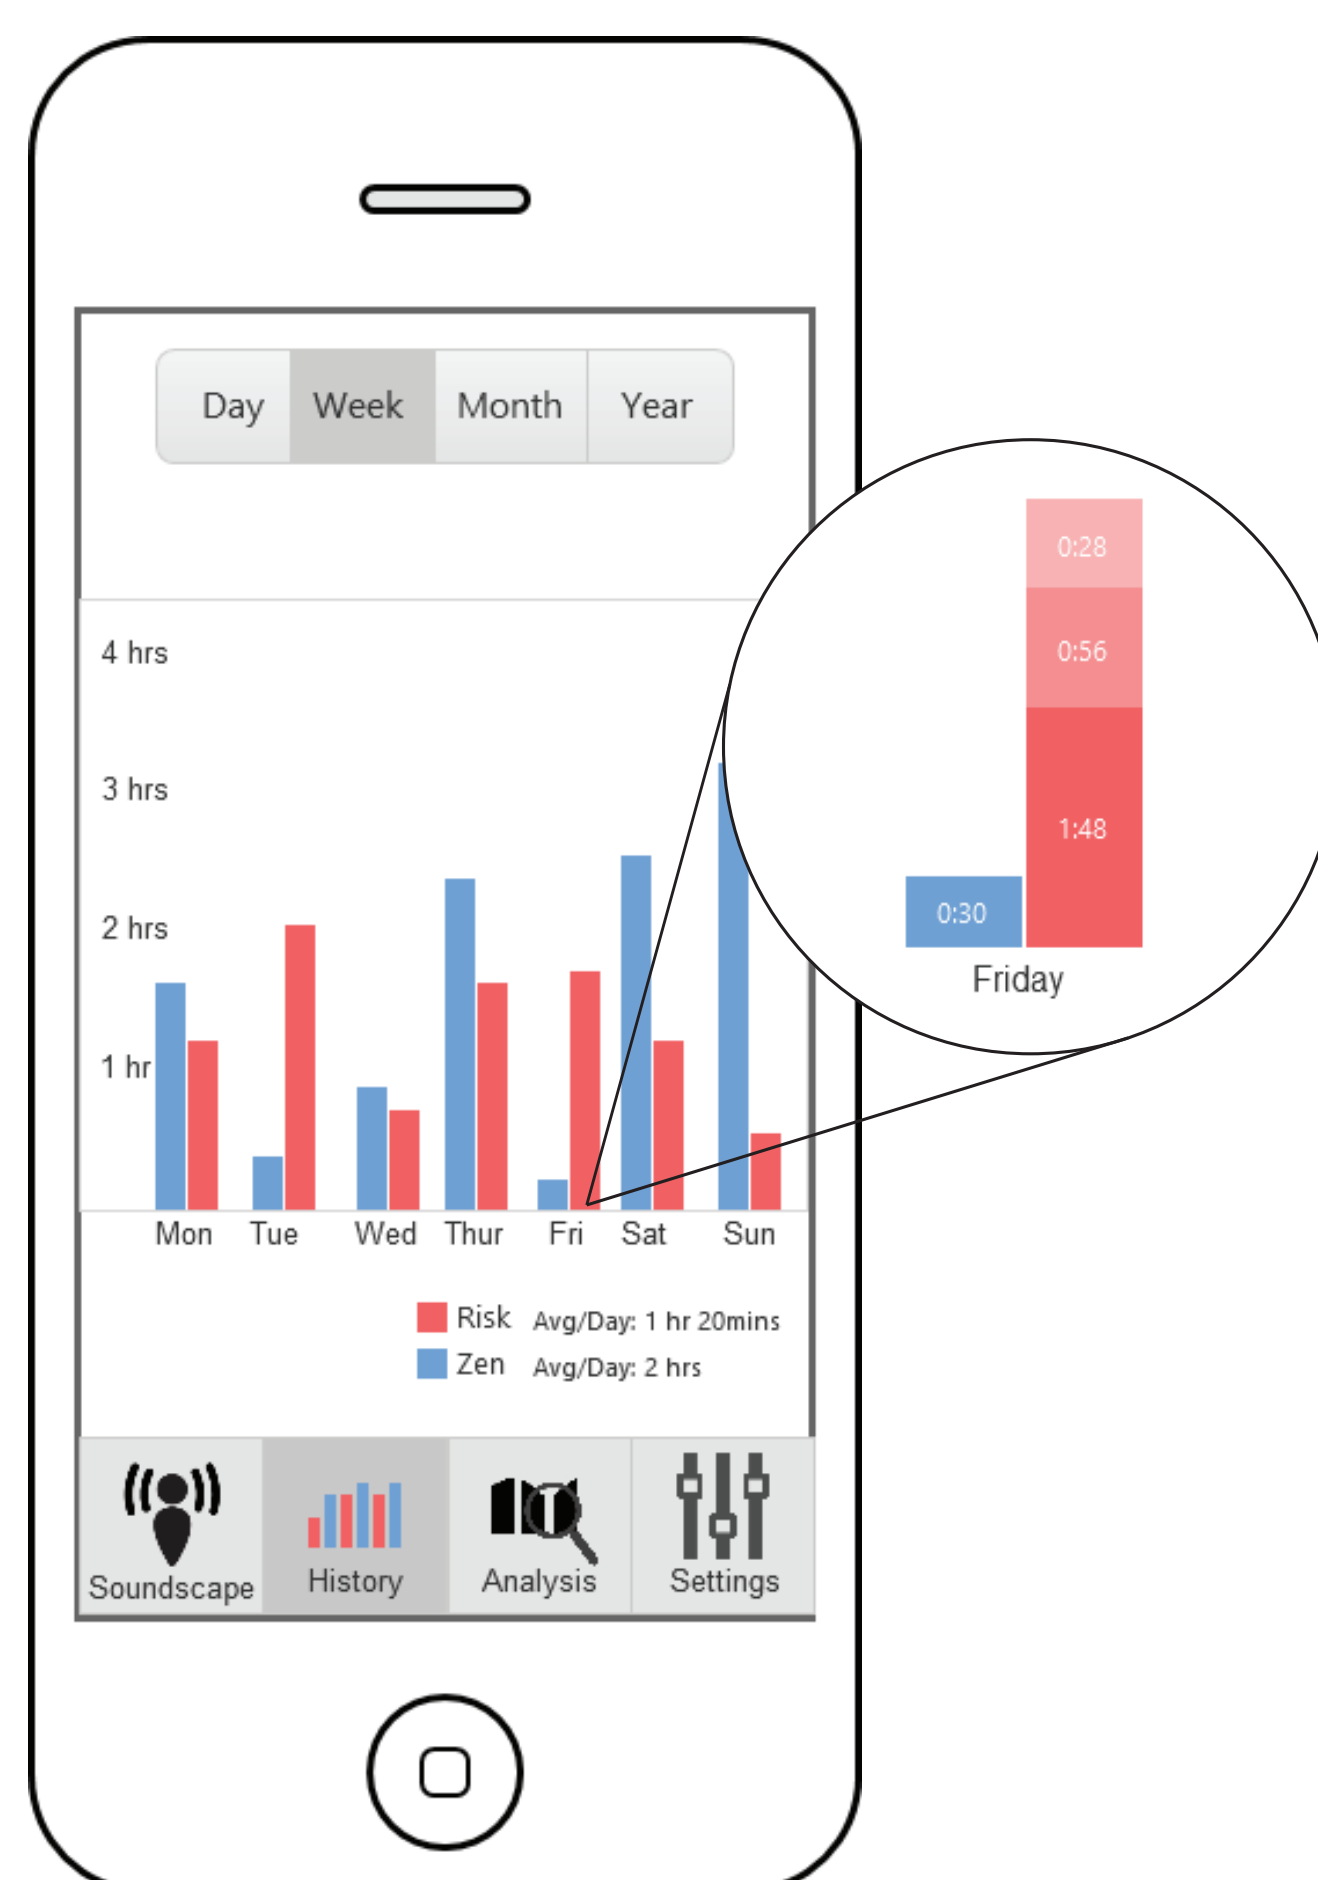 Day Week Month Year
4 hrs
3 hrs
2 hrs
1 hr
Mon Tue Wed Thur Fri Sat Sun
0:28
0:56
1:48
0:30
Friday
Risk Avg/Day: 1 hr 20mins
Zen Avg/Day: 2 hrs
Soundscape History Analysis Settings